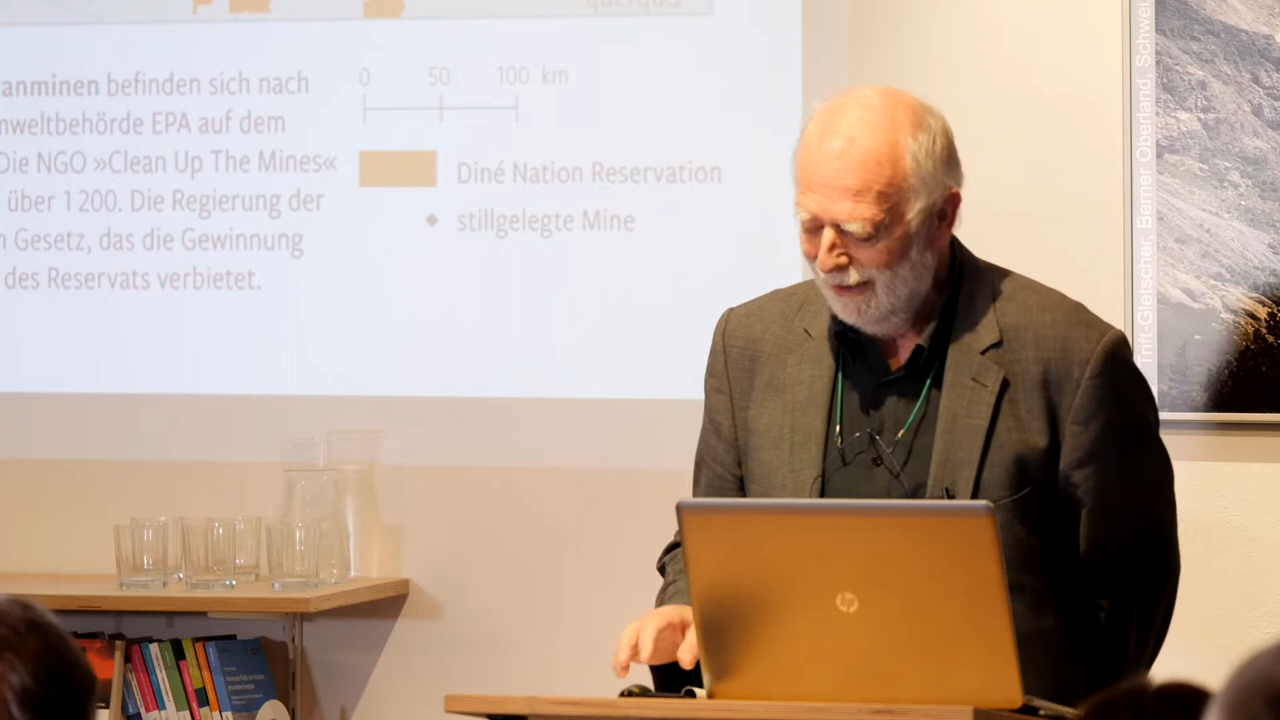 anminen befinden sich nach
mweltbehörde EPA auf dem
Die NGO »Clean Up The Mines«
über 1 200. Die Regierung der
n Gesetz, das die Gewinnung
des Reservats verbietet.
0 50 100 km
Diné Nation Reservation
stillgelegte Mine
Trift-Gletscher, Berner Oberland, Schweiz
hp